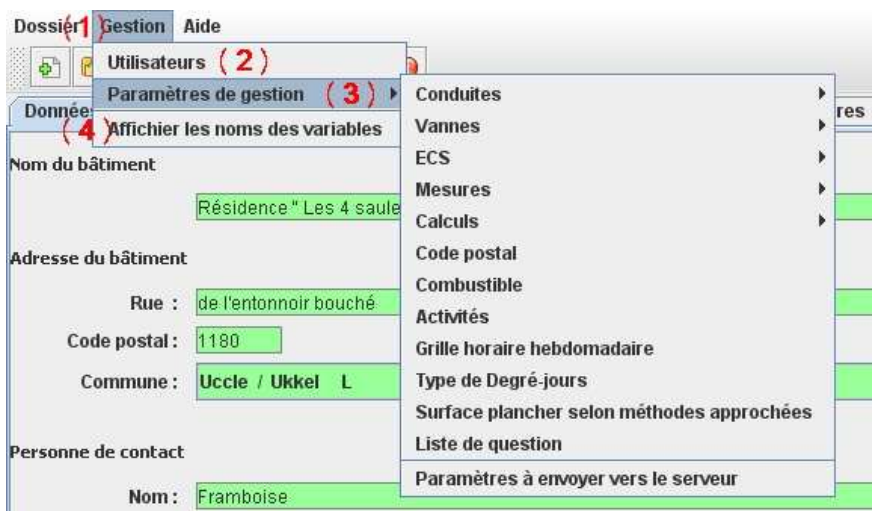 Dossier (1) Gestion Aide
Utilisateurs (2)
Paramètres de gestion (3)
(4) Affichier les noms des variables
Conduites
Vannes
ECS
Mesures
Calculs
Code postal
Combustible
Activités
Grille horaire hebdomadaire
Type de Degré-jours
Surface plancher selon méthodes approchées
Liste de question
Paramètres à envoyer vers le serveur
Nom du bâtiment
Résidence " Les 4 saule
Adresse du bâtiment
Rue : de l'entonnoir bouché
Code postal : 1180
Commune : Uccle / Ukkel L
Personne de contact
Nom : Framboise